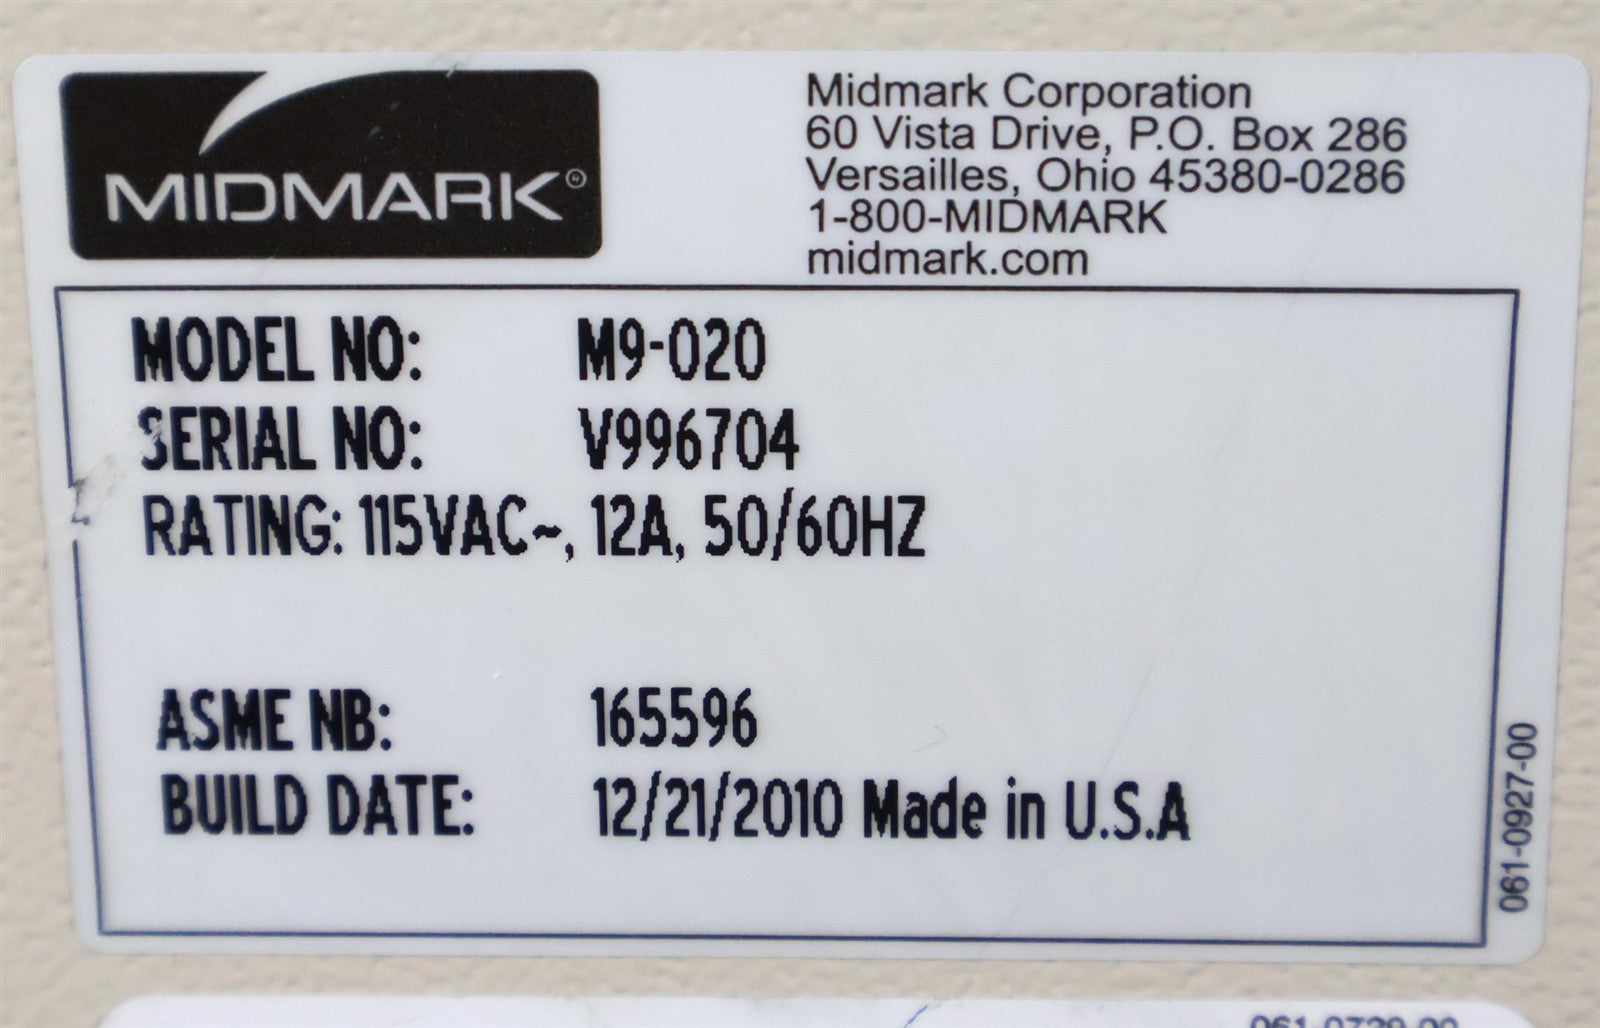 MIDMARK®
Midmark Corporation
60 Vista Drive, P.O. Box 286
Versailles, Ohio 45380-0286
1-800-MIDMARK
midmark.com
MODEL NO: M9-020
SERIAL NO: V996704
RATING: 115VAC~, 12A, 50/60HZ
ASME NB: 165596
BUILD DATE: 12/21/2010 Made in U.S.A
061-0927-00